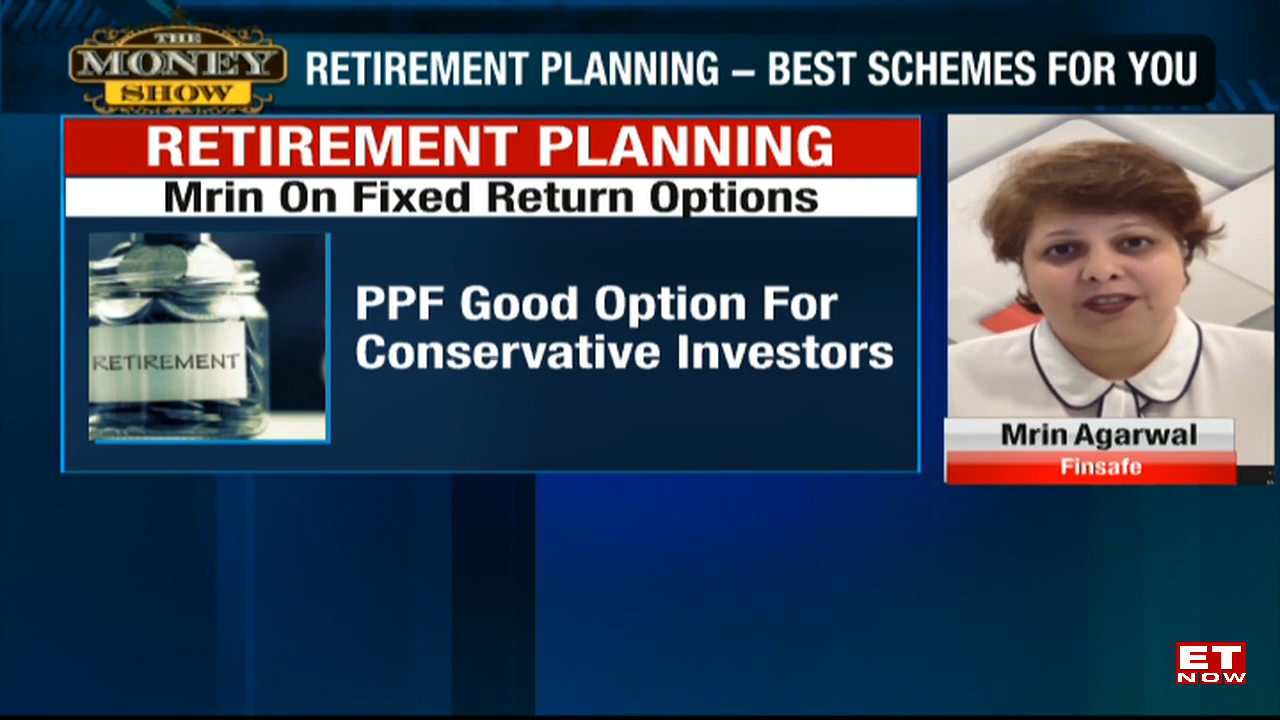 THE
MONEY
SHOW
RETIREMENT PLANNING – BEST SCHEMES FOR YOU
RETIREMENT PLANNING
Mrin On Fixed Return Options
RETIREMENT
PPF Good Option For
Conservative Investors
Mrin Agarwal
Finsafe
ET
NOW